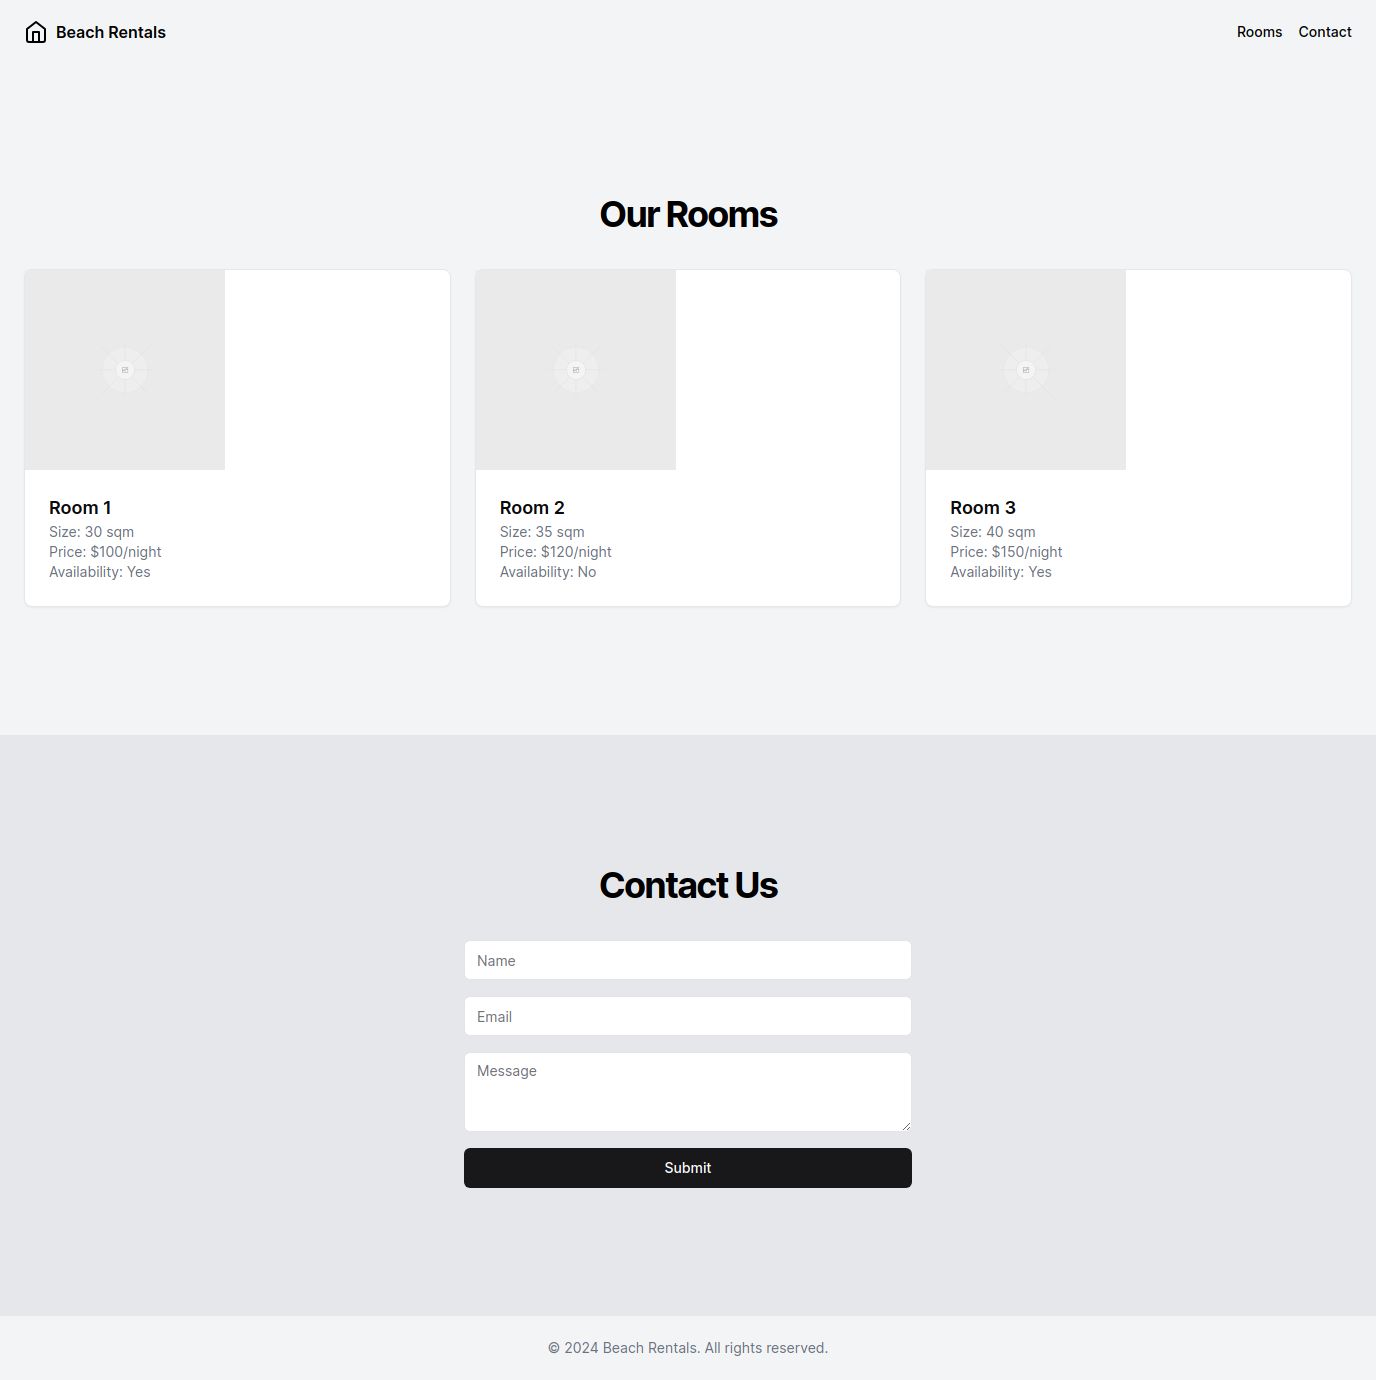 Beach Rentals
Rooms
Contact
Our Rooms
Room 1
Size: 30 sqm
Price: $100/night
Availability: Yes
Room 2
Size: 35 sqm
Price: $120/night
Availability: No
Room 3
Size: 40 sqm
Price: $150/night
Availability: Yes
Contact Us
Name
Email
Message
Submit
© 2024 Beach Rentals. All rights reserved.